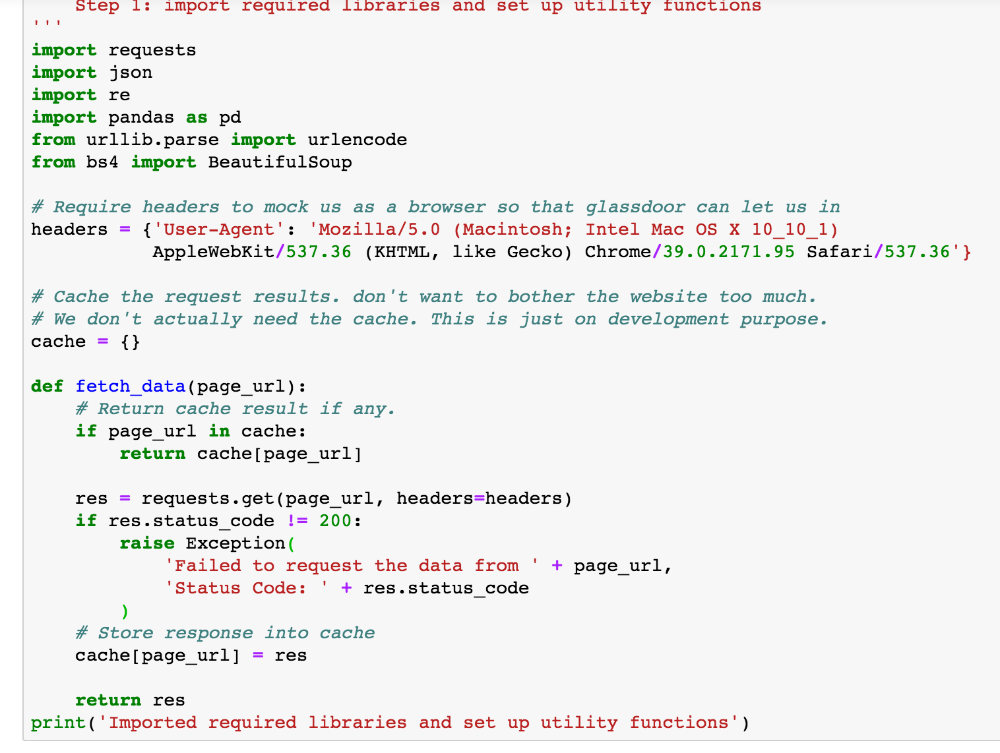 Step 1: import required libraries and set up utility functions
'''
import requests
import json
import re
import pandas as pd
from urllib.parse import urlencode
from bs4 import BeautifulSoup
# Require headers to mock us as a browser so that glassdoor can let us in
headers = {'User-Agent': 'Mozilla/5.0 (Macintosh; Intel Mac OS X 10_10_1)
           AppleWebKit/537.36 (KHTML, like Gecko) Chrome/39.0.2171.95 Safari/537.36'}
# Cache the request results. don't want to bother the website too much.
# We don't actually need the cache. This is just on development purpose.
cache = {}
def fetch_data(page_url):
    # Return cache result if any.
    if page_url in cache:
        return cache[page_url]
    res = requests.get(page_url, headers=headers)
    if res.status_code != 200:
        raise Exception(
            'Failed to request the data from ' + page_url,
            'Status Code: ' + res.status_code
        )
    # Store response into cache
    cache[page_url] = res
    return res
print('Imported required libraries and set up utility functions')